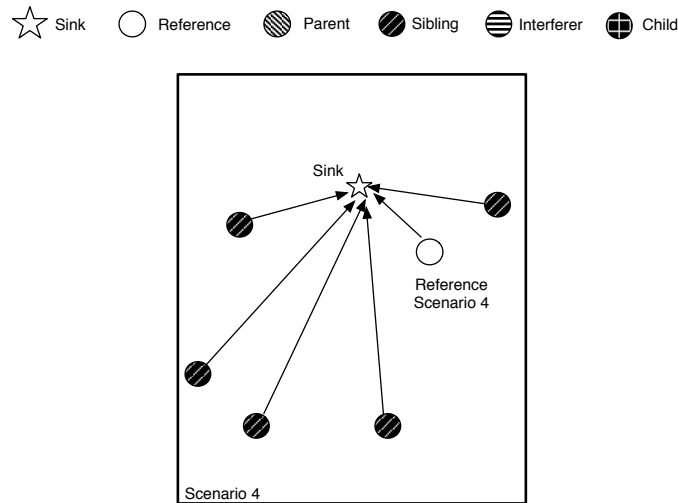 Sink Reference Parent Sibling Interferer Child
Sink
Reference
Scenario 4
Scenario 4